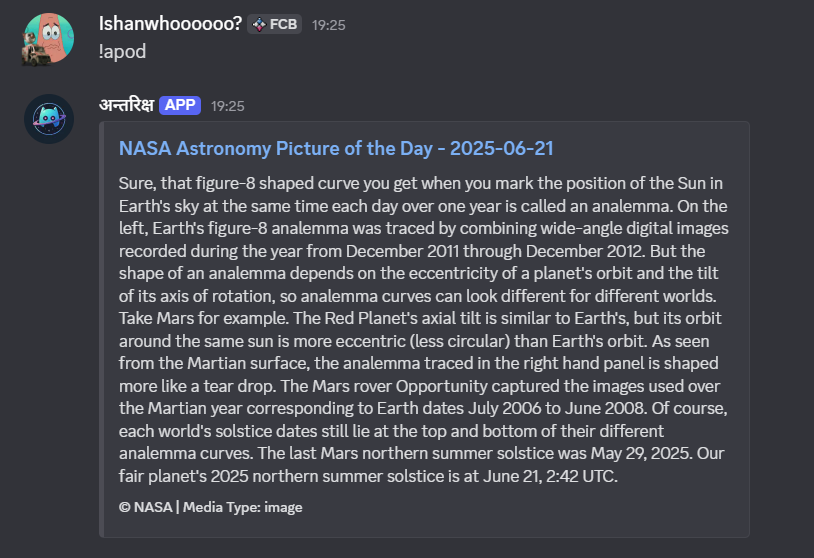 Ishanwhoooooo? FCB 19:25
!apod
अन्तरिक्ष APP 19:25
NASA Astronomy Picture of the Day - 2025-06-21
Sure, that figure-8 shaped curve you get when you mark the position of the Sun in
Earth's sky at the same time each day over one year is called an analemma. On the
left, Earth's figure-8 analemma was traced by combining wide-angle digital images
recorded during the year from December 2011 through December 2012. But the
shape of an analemma depends on the eccentricity of a planet's orbit and the tilt
of its axis of rotation, so analemma curves can look different for different worlds.
Take Mars for example. The Red Planet's axial tilt is similar to Earth's, but its orbit
around the same sun is more eccentric (less circular) than Earth's orbit. As seen
from the Martian surface, the analemma traced in the right hand panel is shaped
more like a tear drop. The Mars rover Opportunity captured the images used over
the Martian year corresponding to Earth dates July 2006 to June 2008. Of course,
each world's solstice dates still lie at the top and bottom of their different
analemma curves. The last Mars northern summer solstice was May 29, 2025. Our
fair planet's 2025 northern summer solstice is at June 21, 2:42 UTC.
© NASA | Media Type: image